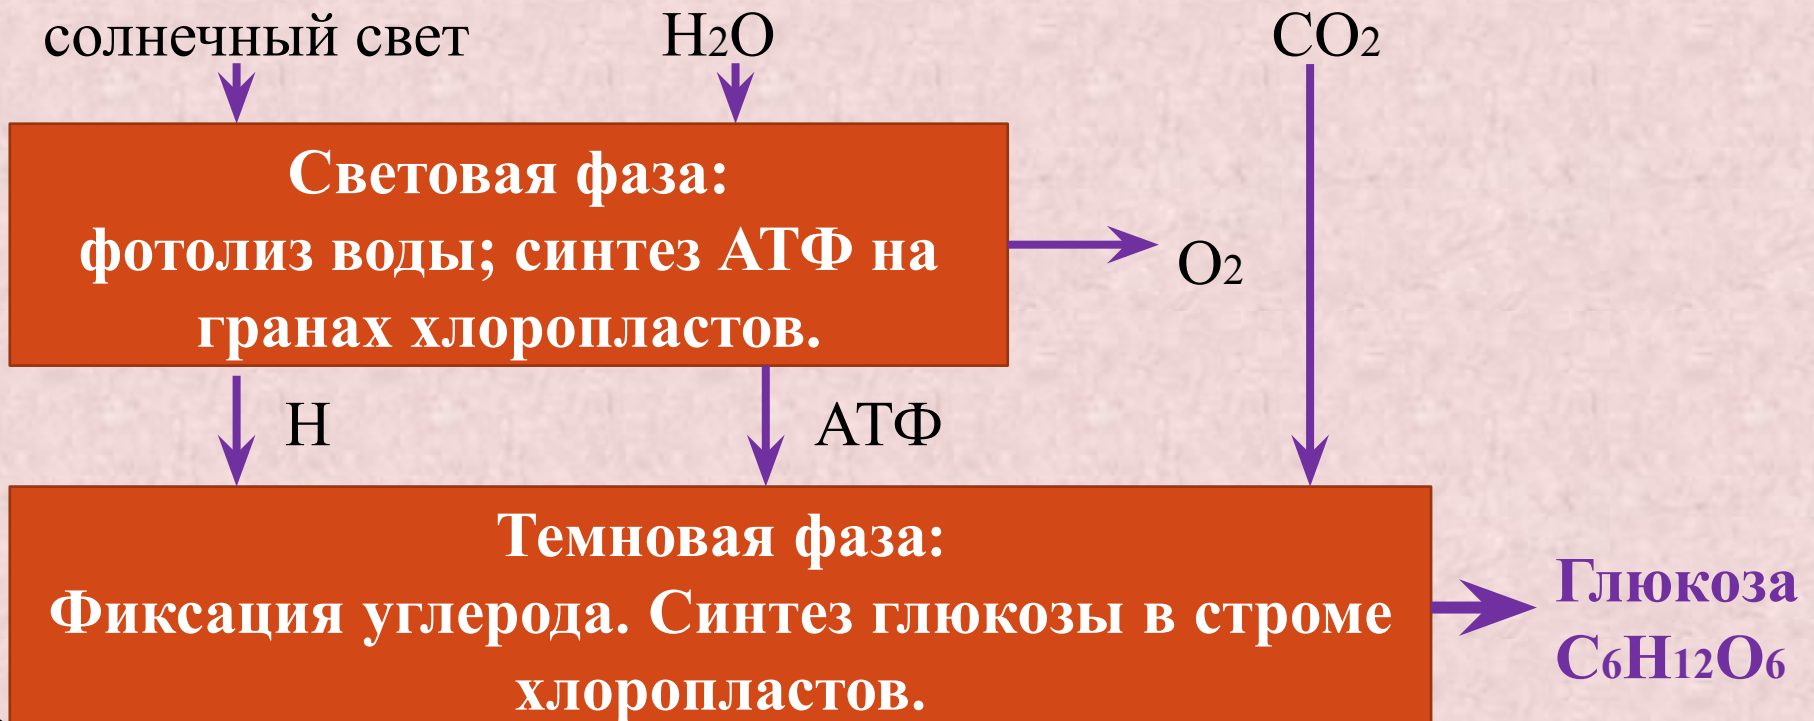 солнечный свет
H2O
CO2
Световая фаза:
фотолиз воды; синтез АТФ на
гранах хлоропластов.
O2
H
АТФ
Темновая фаза:
Фиксация углерода. Синтез глюкозы в строме
хлоропластов.
Глюкоза
C6H12O6